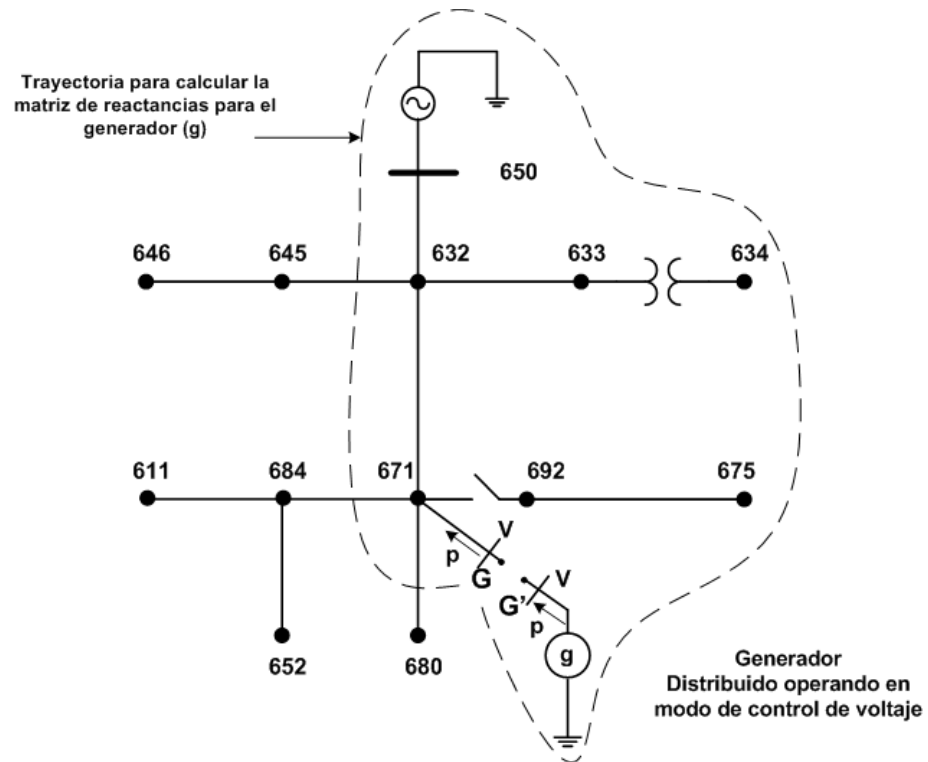 Trayectoria para calcular la
matriz de reactancias para el
generador (g)
650
646
645
632
633
634
611
684
671
692
675
V
p
G
V
G'
p
g
652
680
Generador
Distribuido operando en
modo de control de voltaje